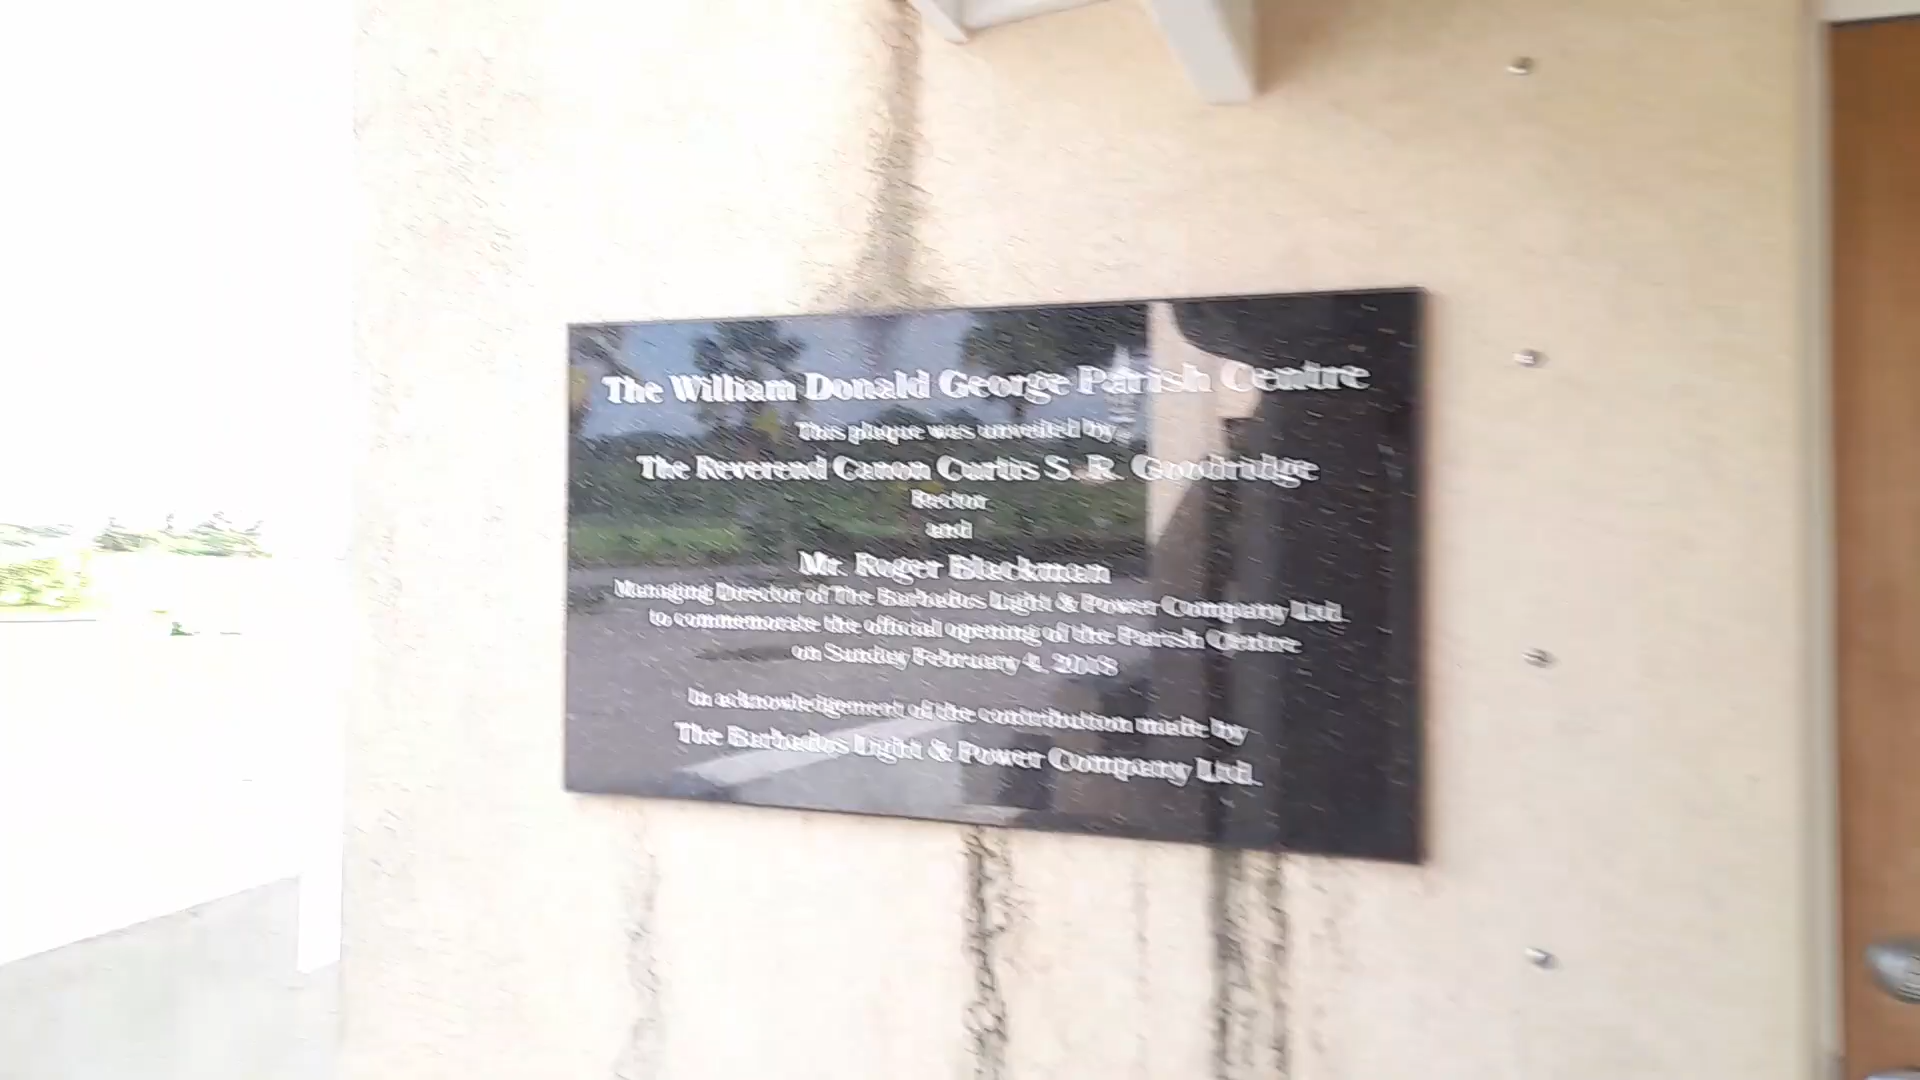 The William Donald George Parish Centre
This plaque was unveiled by
The Reverend Canon Curtis S. R. Goodridge
Rector
and
Mr. Roger Blackman
Managing Director of The Barbados Light & Power Company Ltd.
to commemorate the official opening of the Parish Centre
on Sunday February 4, 2018
In acknowledgement of the contribution made by
The Barbados Light & Power Company Ltd.